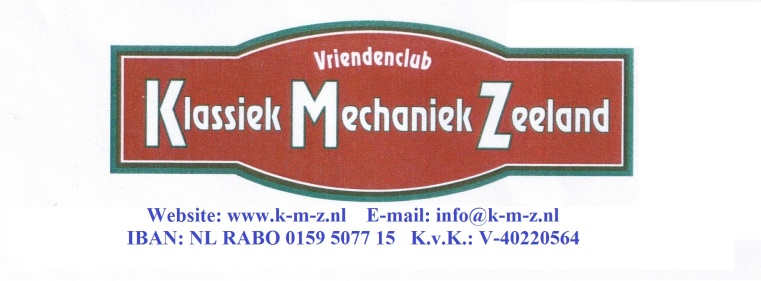 Vriendenclub
Klassiek Mechaniek Zeeland
Website: www.k-m-z.nl E-mail: info@k-m-z.nl
IBAN: NL RABO 0159 5077 15 K.v.K.: V-40220564